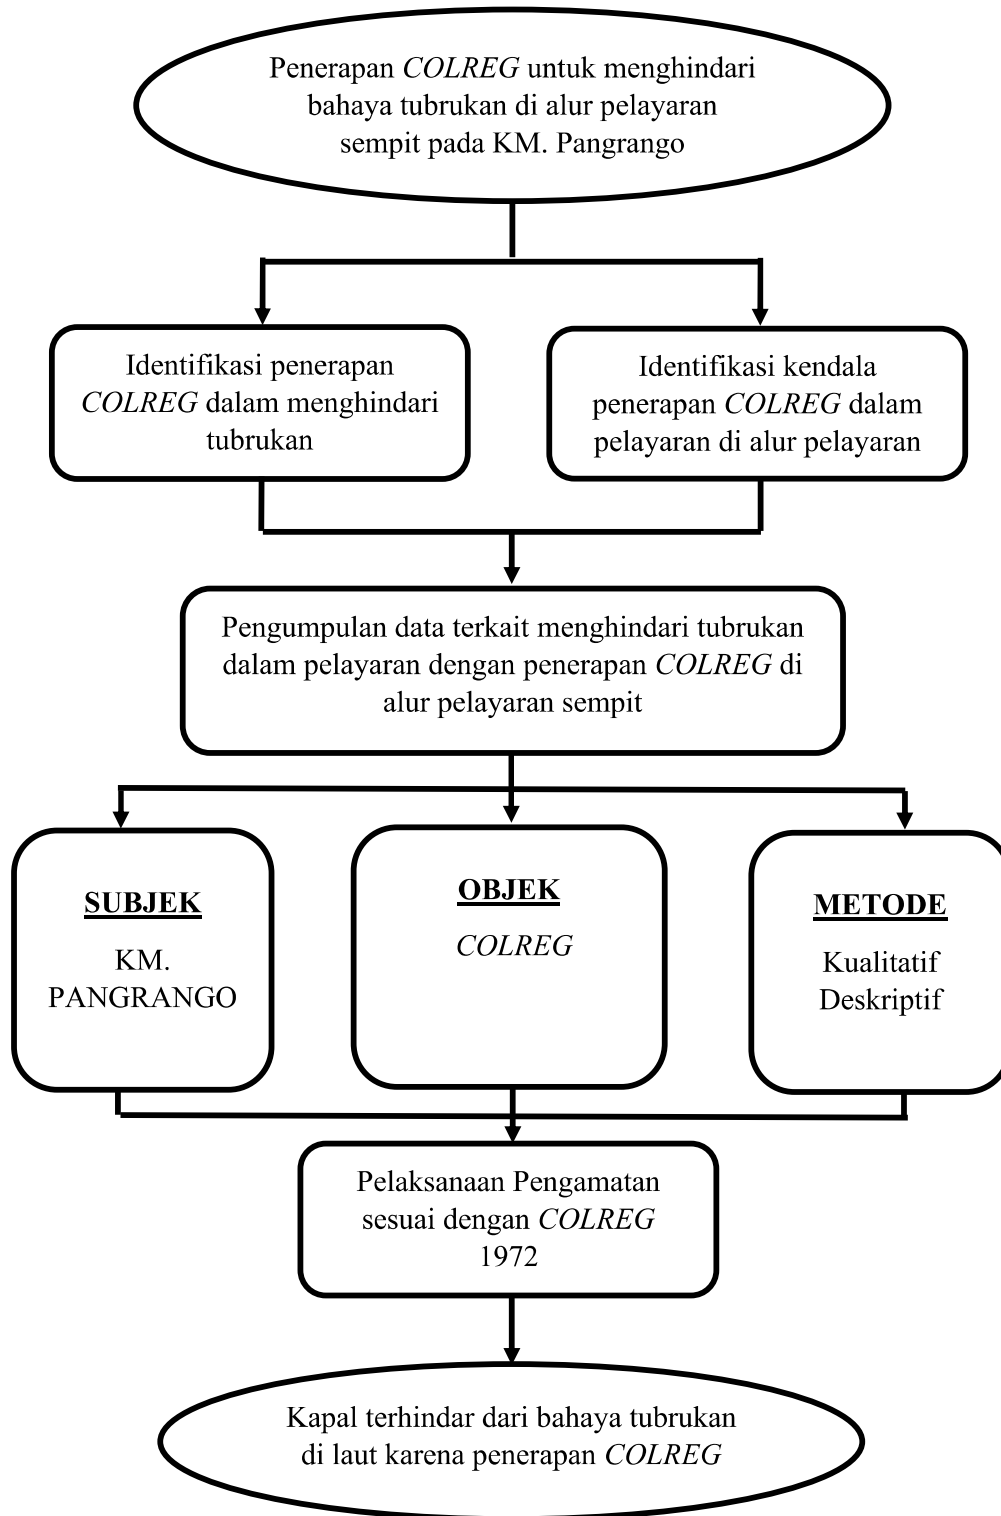 Penerapan COLREG untuk menghindari
bahaya tubrukan di alur pelayaran
sempit pada KM. Pangrango
Identifikasi penerapan
COLREG dalam menghindari
tubrukan
Identifikasi kendala
penerapan COLREG dalam
pelayaran di alur pelayaran
Pengumpulan data terkait menghindari tubrukan
dalam pelayaran dengan penerapan COLREG di
alur pelayaran sempit
SUBJEK
KM.
PANGRANGO
OBJEK
COLREG
METODE
Kualitatif
Deskriptif
Pelaksanaan Pengamatan
sesuai dengan COLREG
1972
Kapal terhindar dari bahaya tubrukan
di laut karena penerapan COLREG